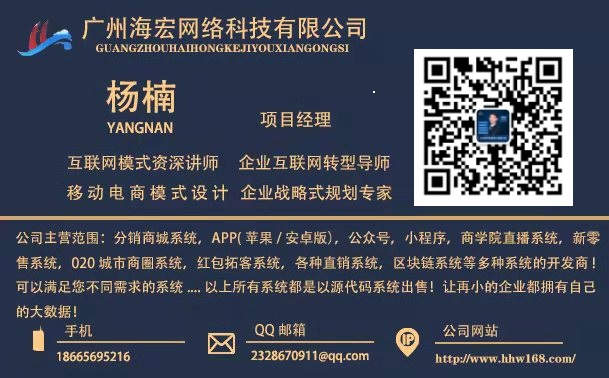 广州海宏网络科技有限公司
GUANGZHOUHAIHONGKEJIYOUXIANGONGSI
杨楠
YANGNAN
项目经理
互联网模式资深讲师 企业互联网转型导师
移动电商模式设计 企业战略式规划专家
公司主营范围：分销商城系统，APP(苹果/安卓版)，公众号，小程序，商学院直播系统，新零
售系统，020城市商圈系统，红包拓客系统，各种直销系统，区块链系统等多种系统的开发商！
可以满足您不同需求的系统....以上所有系统都是以源代码系统出售！让再小的企业都拥有自己
的大数据！
手机 QQ邮箱 公司网站
18665695216 2328670911@qq.com http://www.hhw168.com/